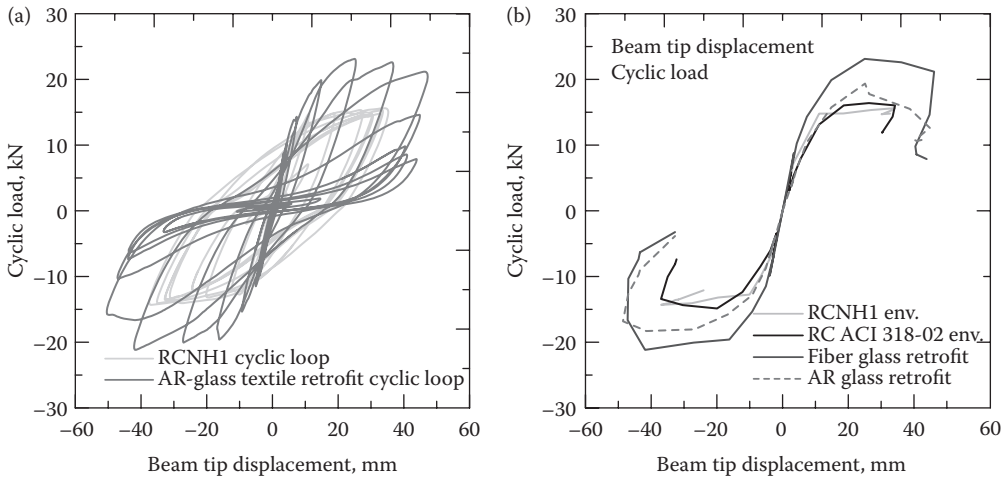 (a)
30
20
10
0
−10
−20
−30
−60
−40
−20
0
20
40
60
Cyclic load, kN
Beam tip displacement, mm
RCNH1 cyclic loop
AR-glass textile retrofit cyclic loop
(b)
30
20
10
0
−10
−20
−30
−60
−40
−20
0
20
40
60
Cyclic load, kN
Beam tip displacement, mm
Beam tip displacement
Cyclic load
RCNH1 env.
RC ACI 318-02 env.
Fiber glass retrofit
AR glass retrofit